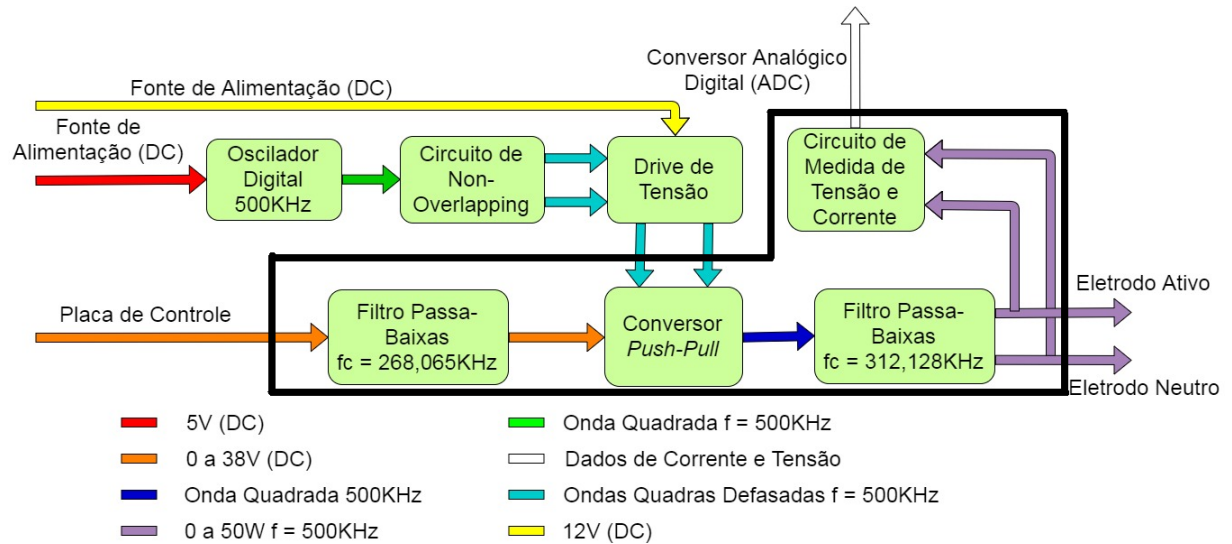 Conversor Analógico
Digital (ADC)
Fonte de Alimentação (DC)
Fonte de
Alimentação (DC)
Oscilador
Digital
500KHz
Circuito de
Non-
Overlapping
Drive de
Tensão
Circuito de
Medida de
Tensão e
Corrente
Placa de Controle
Filtro Passa-
Baixas
fc = 268,065KHz
Conversor
Push-Pull
Filtro Passa-
Baixas
fc = 312,128KHz
Eletrodo Ativo
Eletrodo Neutro
5V (DC)
0 a 38V (DC)
Onda Quadrada 500KHz
0 a 50W f = 500KHz
Onda Quadrada f = 500KHz
Dados de Corrente e Tensão
Ondas Quadras Defasadas f = 500KHz
12V (DC)